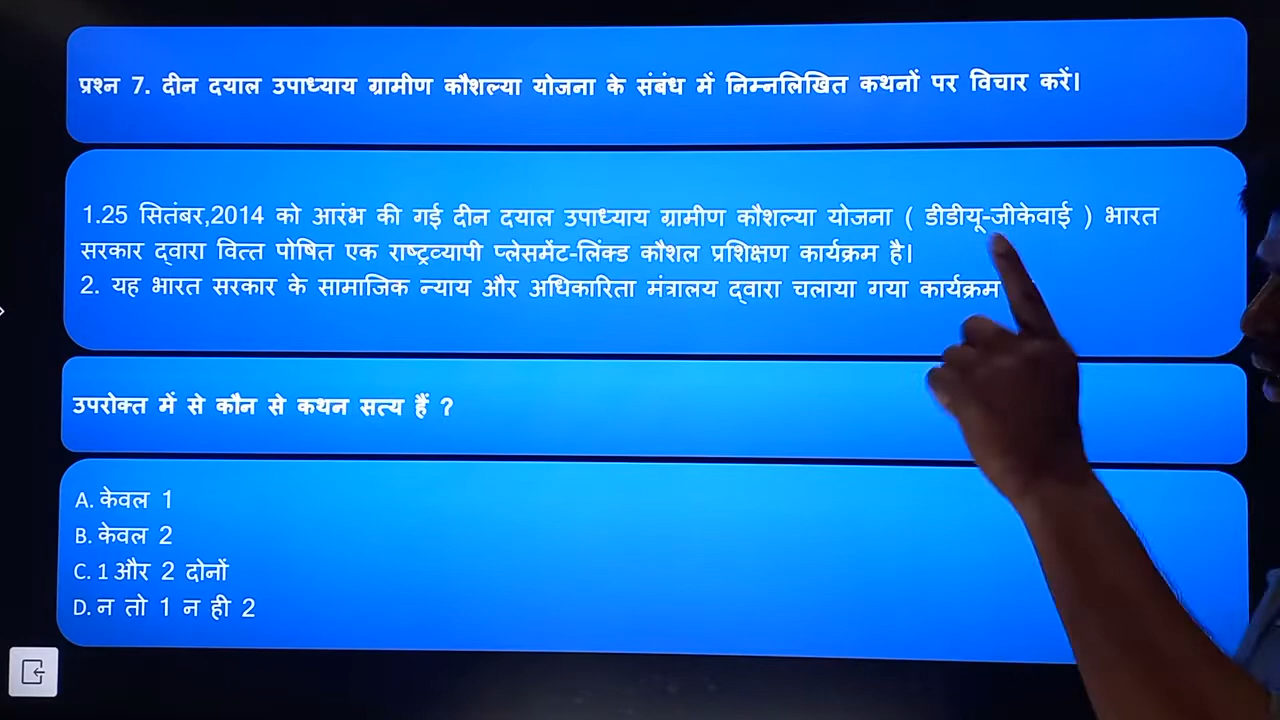 प्रश्न 7. दीन दयाल उपाध्याय ग्रामीण कौशल्या योजना के संबंध में निम्नलिखित कथनों पर विचार करें।
1.25 सितंबर,2014 को आरंभ की गई दीन दयाल उपाध्याय ग्रामीण कौशल्या योजना ( डीडीयू-जीकेवाई ) भारत
सरकार द्वारा वित्त पोषित एक राष्ट्रव्यापी प्लेसमेंट-लिंक्ड कौशल प्रशिक्षण कार्यक्रम है।
2. यह भारत सरकार के सामाजिक न्याय और अधिकारिता मंत्रालय द्वारा चलाया गया कार्यक्रम
उपरोक्त में से कौन से कथन सत्य हैं ?
A. केवल 1
B. केवल 2
C. 1 और 2 दोनों
D. न तो 1 न ही 2